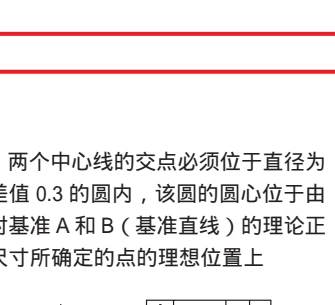 两个中心线的交点必须位于直径为
差值 0.3 的圆内，该圆的圆心位于由
对基准 A 和 B（基准直线）的理论正
尺寸所确定的点的理想位置上